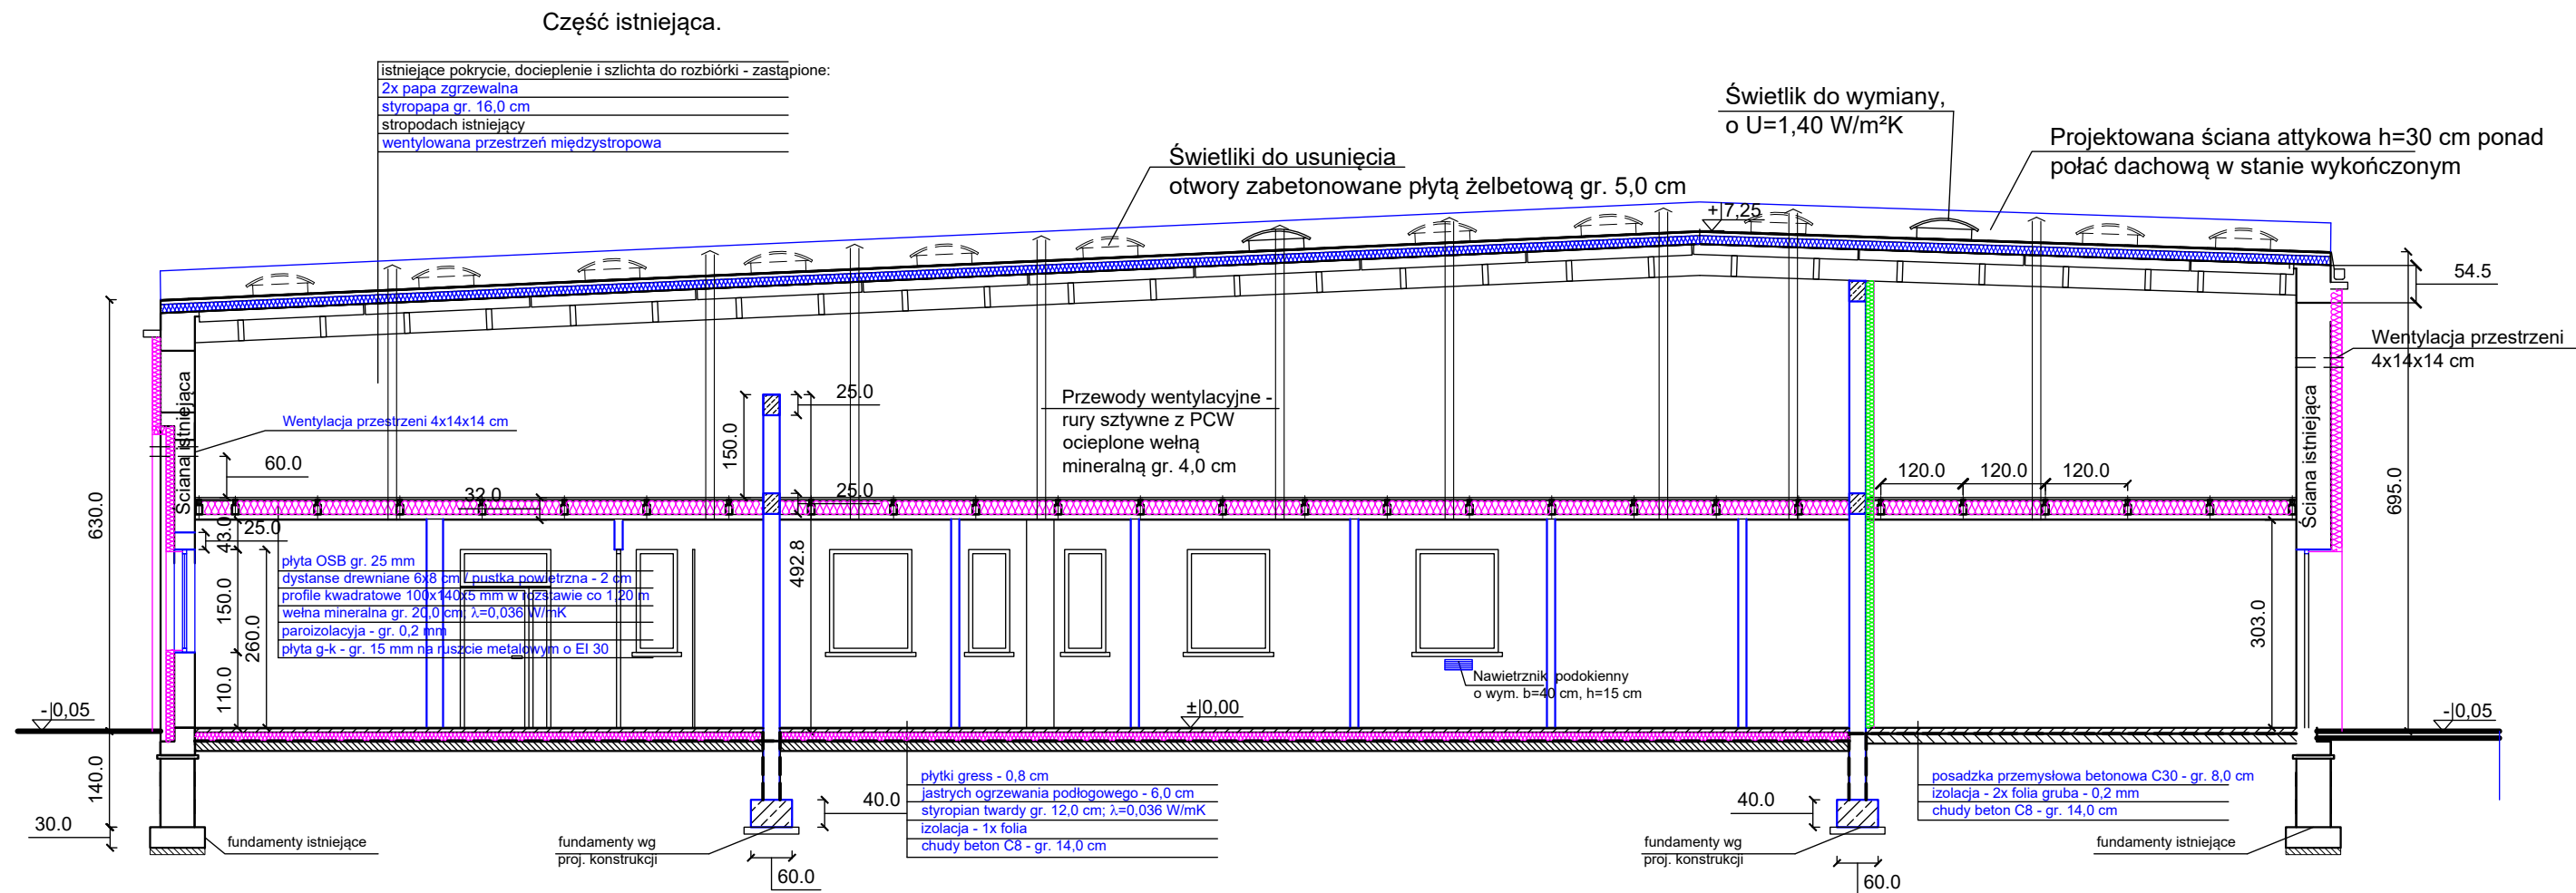 Część istniejąca.
istniejące pokrycie, docieplenie i szlichta do rozbiórki - zastąpione:
2x papa zgrzewalna
styropapa gr. 16,0 cm
stropodach istniejący
wentylowana przestrzeń międzystropowa
Świetlik do wymiany,
o U=1,40 W/m²K
Projektowana ściana attykowa h=30 cm ponad
połać dachową w stanie wykończonym
Świetliki do usunięcia
otwory zabetonowane płytą żelbetową gr. 5,0 cm
+7,25
54.5
Wentylacja przestrzeni
4x14x14 cm
Ściana istniejąca
Wentylacja przestrzeni 4x14x14 cm
60.0
32.0
150.0
25.0
25.0
Przewody wentylacyjne -
rury sztywne z PCW
ocieplone wełną
mineralną gr. 4,0 cm
120.0
120.0
120.0
Ściana istniejąca
695.0
630.0
43.0
25.0
150.0
260.0
110.0
492.8
303.0
płyta OSB gr. 25 mm
dystanse drewniane 6x8 cm / pustka powietrzna - 2 cm
profile kwadratowe 100x140x5 mm w rozstawie co 1,20 m
wełna mineralna gr. 20,0 cm; λ=0,036 W/mK
paroizolacyja - gr. 0,2 mm
płyta g-k - gr. 15 mm na ruszcie metalowym o EI 30
Nawietrznik podokienny
o wym. b=40 cm, h=15 cm
-0,05
±0,00
-0,05
140.0
30.0
fundamenty istniejące
fundamenty wg
proj. konstrukcji
40.0
60.0
płytki gress - 0,8 cm
jastrych ogrzewania podłogowego - 6,0 cm
styropian twardy gr. 12,0 cm; λ=0,036 W/mK
izolacja - 1x folia
chudy beton C8 - gr. 14,0 cm
40.0
fundamenty wg
proj. konstrukcji
60.0
posadzka przemysłowa betonowa C30 - gr. 8,0 cm
izolacja - 2x folia gruba - 0,2 mm
chudy beton C8 - gr. 14,0 cm
fundamenty istniejące